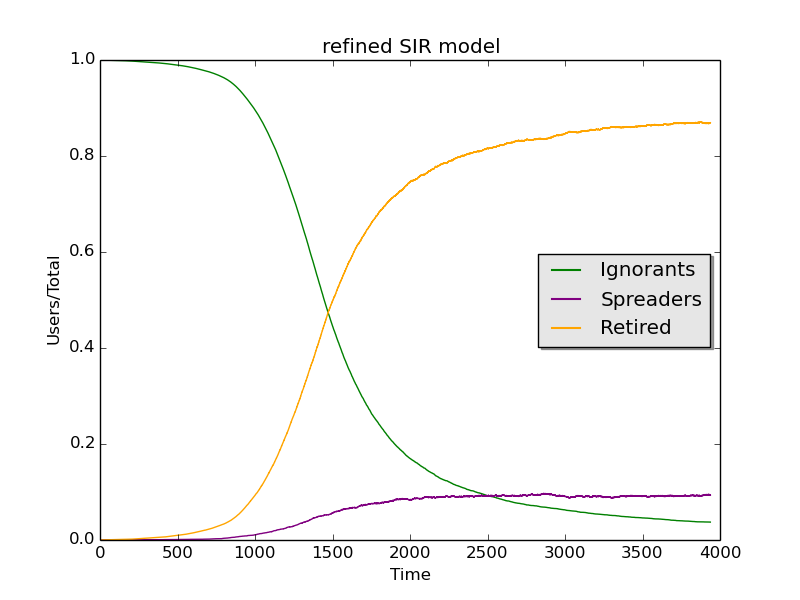 refined SIR model
1.0
0.8
0.6
0.4
0.2
0.0
Users/Total
Ignorants
Spreaders
Retired
0 500 1000 1500 2000 2500 3000 3500 4000
Time